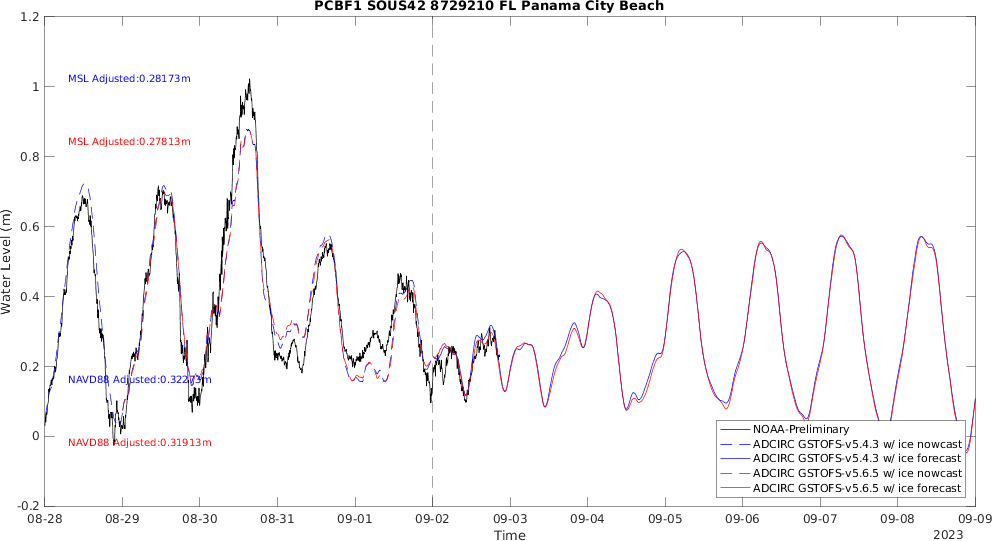 PCBF1 SOUS42 8729210 FL Panama City Beach
1.2
1
0.8
0.6
0.4
0.2
0
-0.2
Water Level (m)
MSL Adjusted:0.28173m
MSL Adjusted:0.27813m
NAVD88 Adjusted:0.32273m
NAVD88 Adjusted:0.31913m
NOAA-Preliminary
ADCIRC GSTOFS-v5.4.3 w/ ice nowcast
ADCIRC GSTOFS-v5.4.3 w/ ice forecast
ADCIRC GSTOFS-v5.6.5 w/ ice nowcast
ADCIRC GSTOFS-v5.6.5 w/ ice forecast
08-28 08-29 08-30 08-31 09-01 09-02 09-03 09-04 09-05 09-06 09-07 09-08 09-09
Time
2023